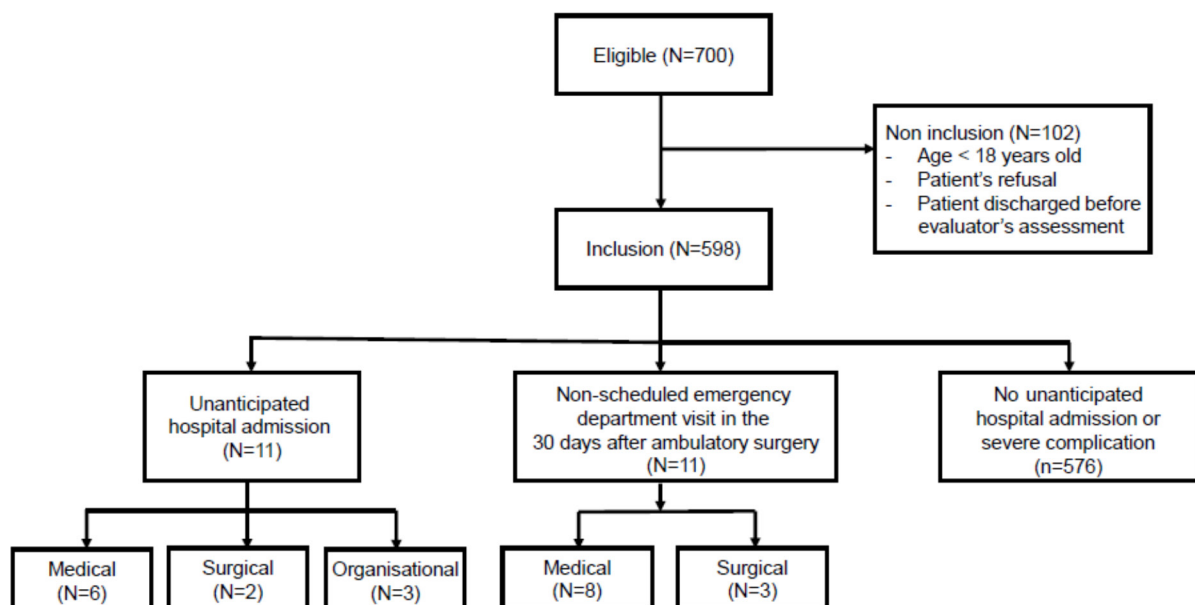 Eligible (N=700)
Non inclusion (N=102)
- Age < 18 years old
- Patient's refusal
- Patient discharged before
evaluator's assessment
Inclusion (N=598)
Unanticipated
hospital admission
(N=11)
Non-scheduled emergency
department visit in the
30 days after ambulatory surgery
(N=11)
No unanticipated
hospital admission or
severe complication
(n=576)
Medical
(N=6)
Surgical
(N=2)
Organisational
(N=3)
Medical
(N=8)
Surgical
(N=3)